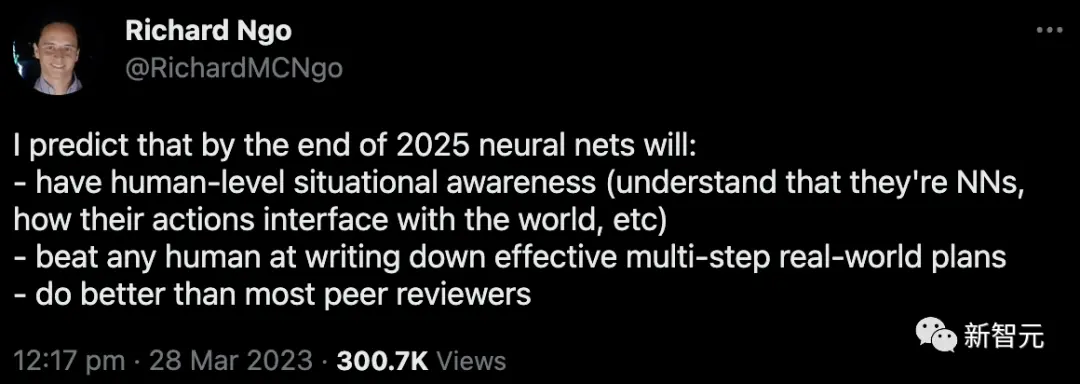 Richard Ngo
@RichardMCNgo
I predict that by the end of 2025 neural nets will:
- have human-level situational awareness (understand that they're NNs,
how their actions interface with the world, etc)
- beat any human at writing down effective multi-step real-world plans
- do better than most peer reviewers
新智元
12:17 pm · 28 Mar 2023 · 300.7K Views